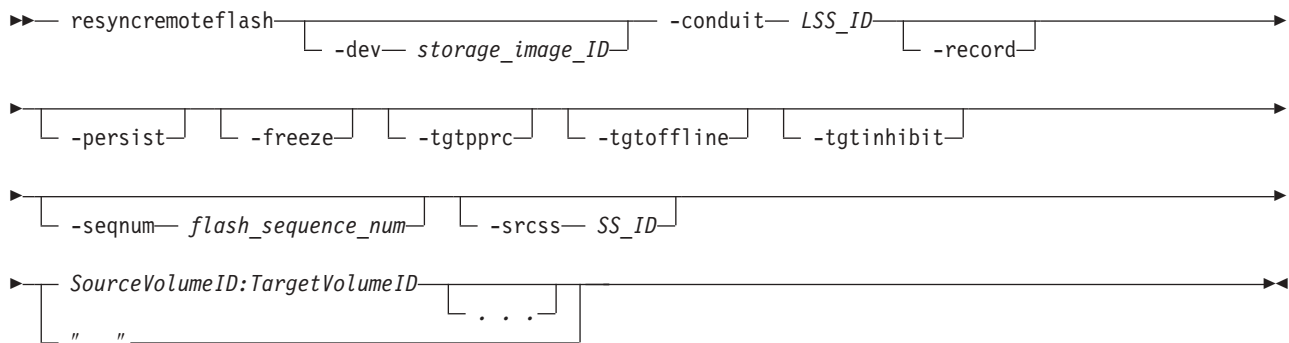 resyncremoteflash -conduit LSS_ID
-dev storage_image_ID -record
-persist -freeze -tgtpprc -tgtoffline -tgtinhibit
-seqnum flash_sequence_num -srcss SS_ID
SourceVolumeID:TargetVolumeID
. . .
" "